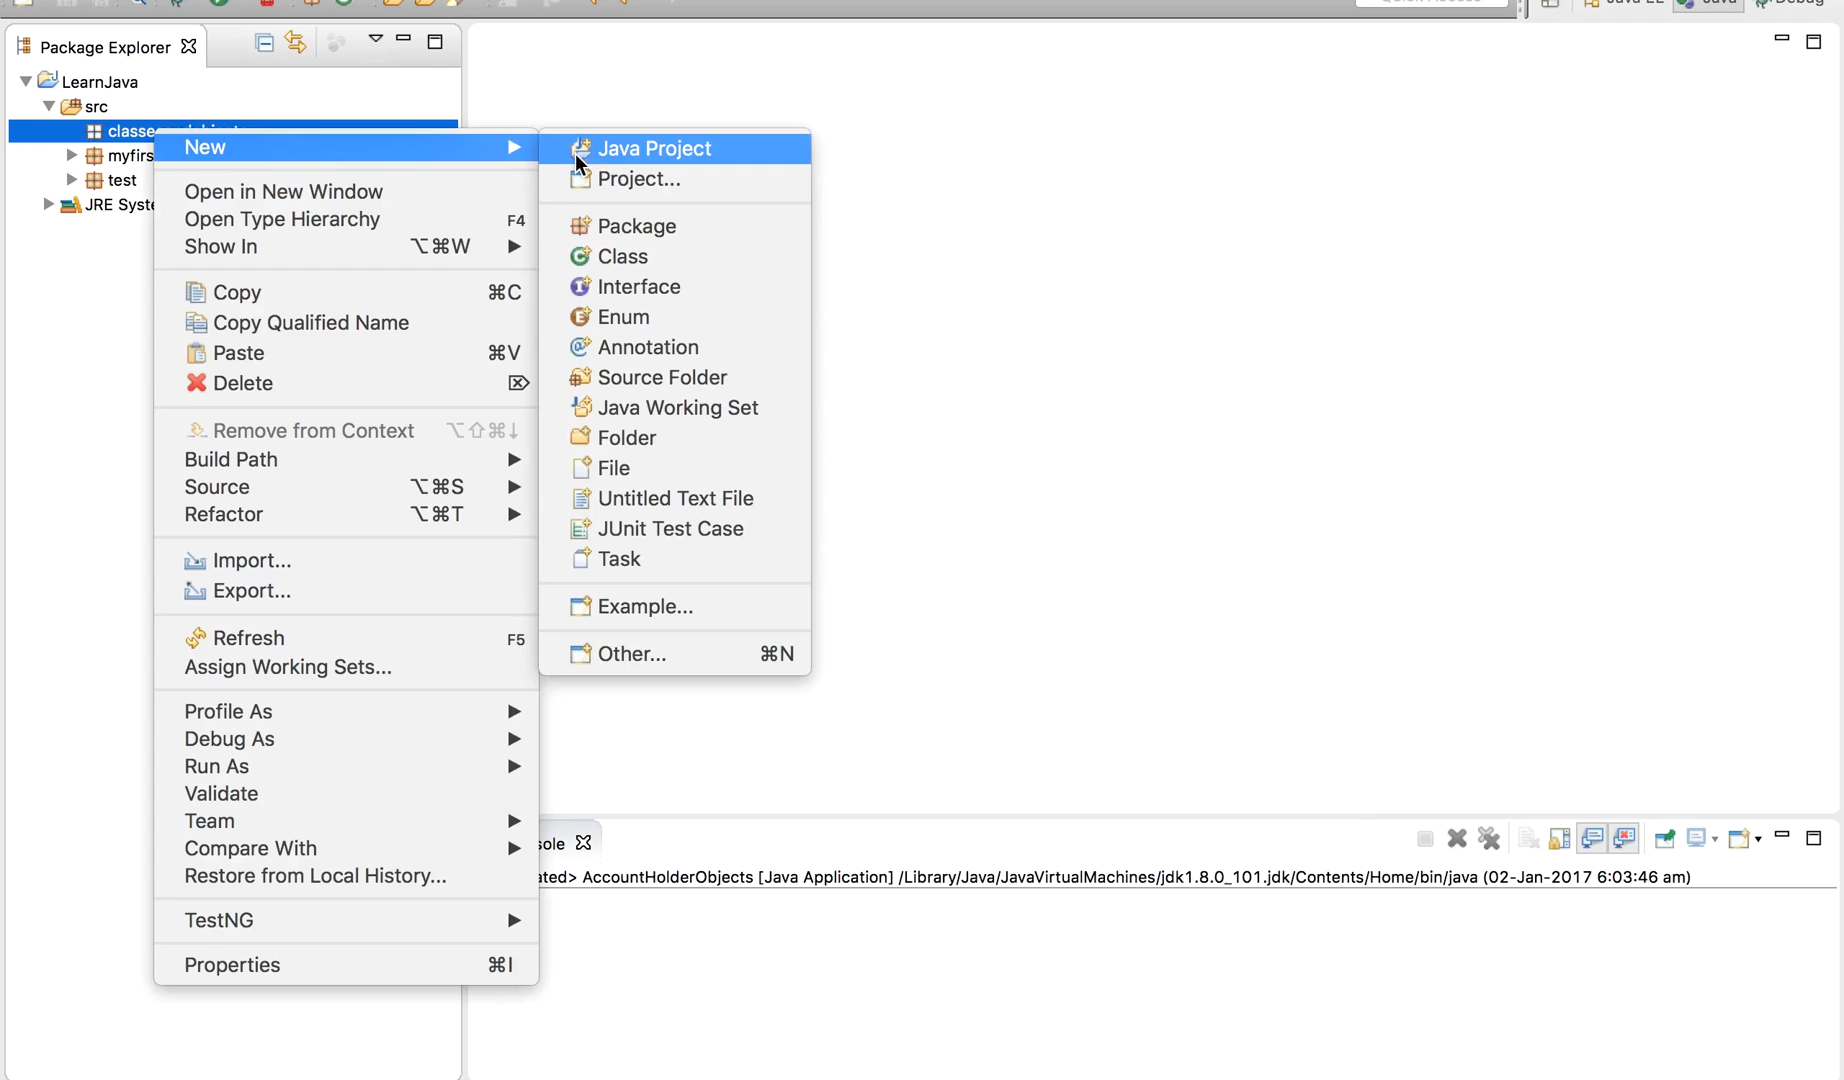 Java EE
Java
Debug
Package Explorer
LearnJava
src
classe
myfirs
test
JRE Syste
New
Open in New Window
Open Type Hierarchy F4
Show In ⌥⌘W
Copy ⌘C
Copy Qualified Name
Paste ⌘V
Delete ⌦
Remove from Context ⌥⇧⌘↓
Build Path
Source ⌥⌘S
Refactor ⌥⌘T
Import...
Export...
Refresh F5
Assign Working Sets...
Profile As
Debug As
Run As
Validate
Team
Compare With
Restore from Local History...
TestNG
Properties ⌘I
Java Project
Project...
Package
Class
Interface
Enum
Annotation
Source Folder
Java Working Set
Folder
File
Untitled Text File
JUnit Test Case
Task
Example...
Other... ⌘N
sole
ated> AccountHolderObjects [Java Application] /Library/Java/JavaVirtualMachines/jdk1.8.0_101.jdk/Contents/Home/bin/java (02-Jan-2017 6:03:46 am)